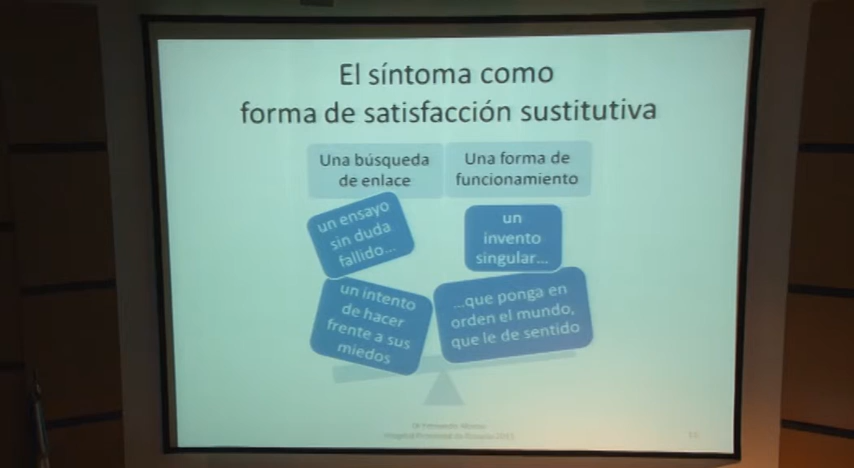 El síntoma como
forma de satisfacción sustitutiva
Una búsqueda
de enlace
Una forma de
funcionamiento
un ensayo
sin duda
fallido...
un
invento
singular...
un intento
de hacer
frente a sus
miedos
...que ponga en
orden el mundo,
que le de sentido